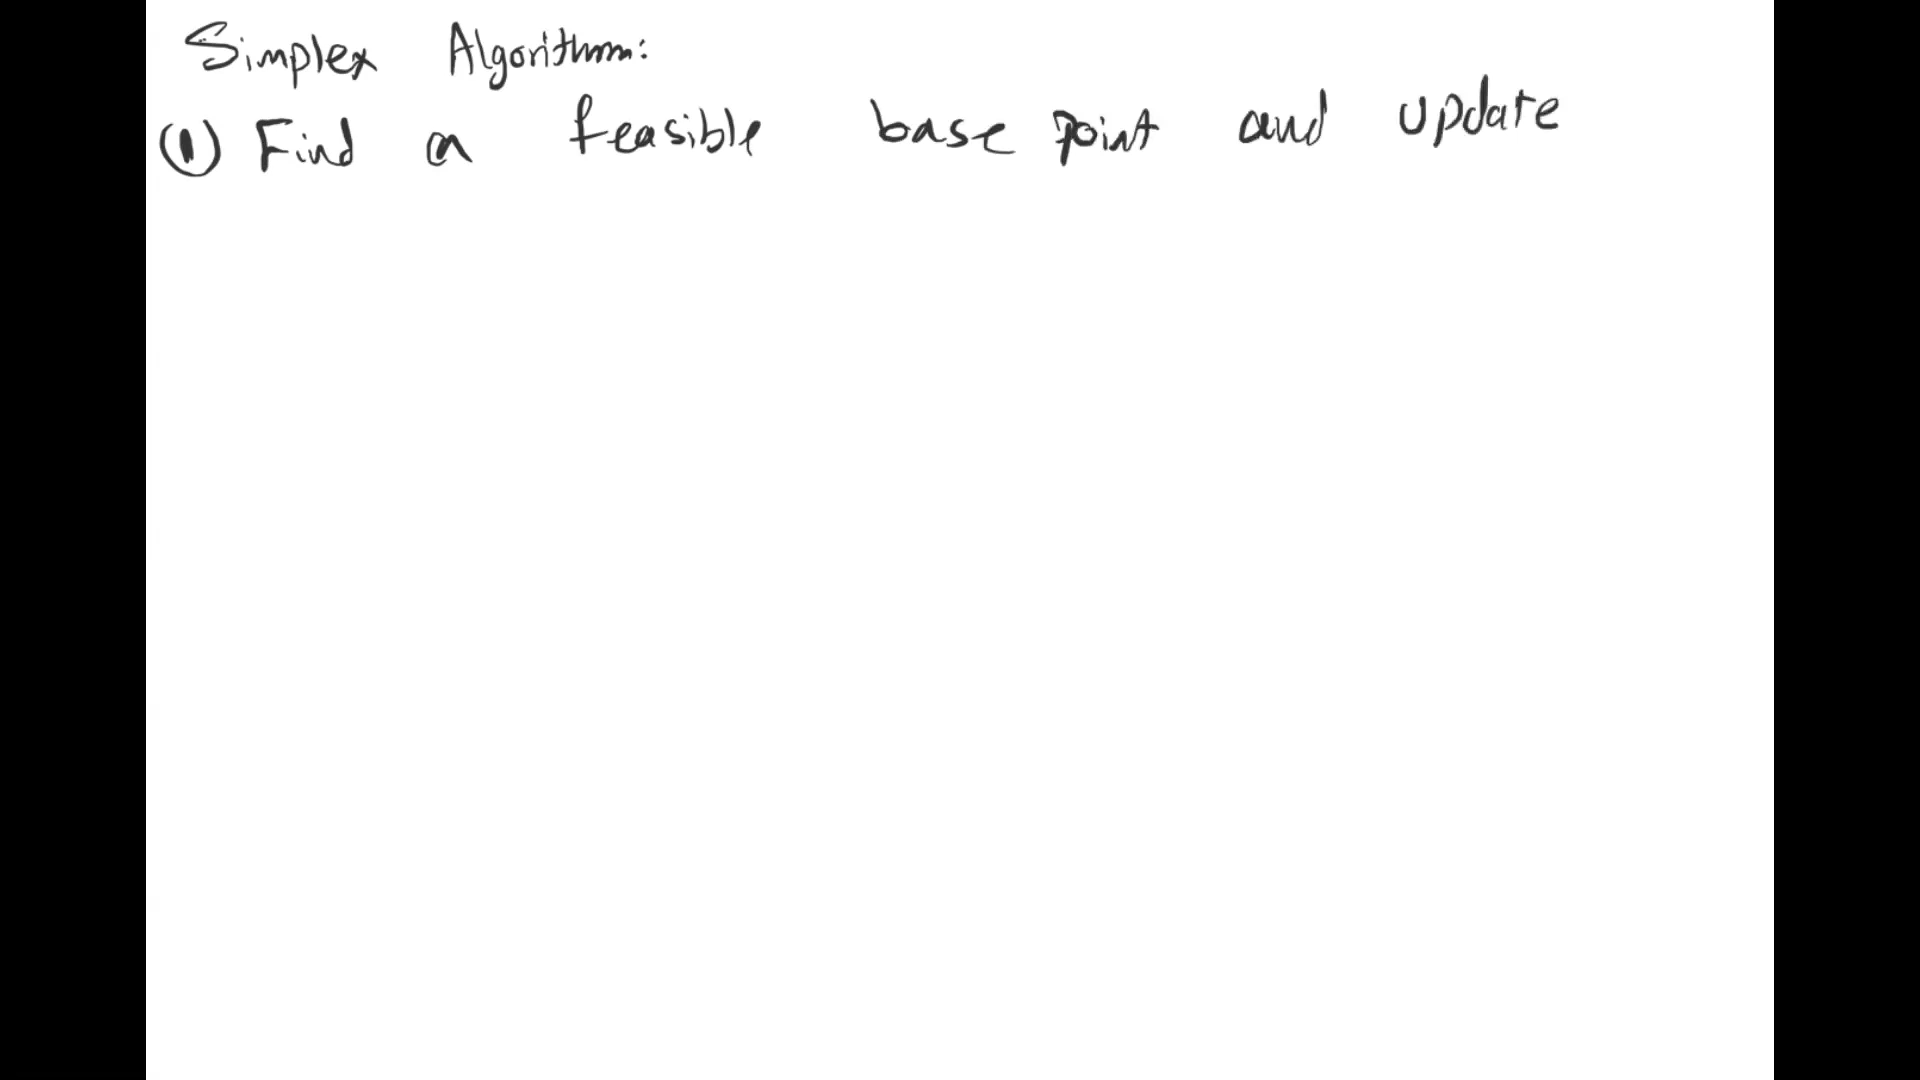 Simplex Algorithm:
(1) Find a feasible base point and update